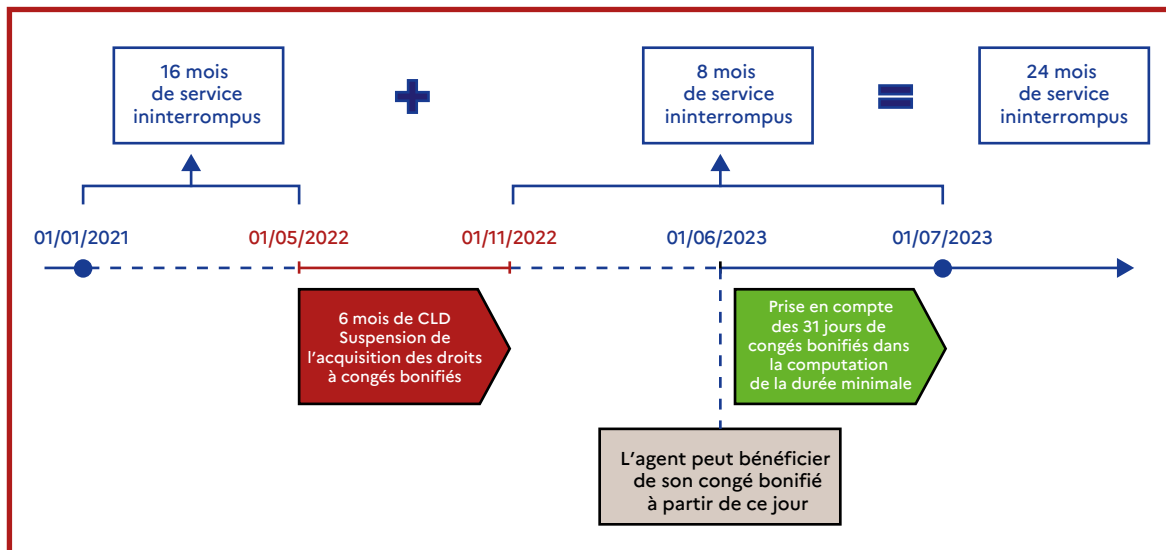 16 mois
de service
ininterrompus
+
8 mois
de service
ininterrompus
=
24 mois
de service
ininterrompus
01/01/2021
01/05/2022
01/11/2022
01/06/2023
01/07/2023
6 mois de CLD
Suspension de
l'acquisition des droits
à congés bonifiés
Prise en compte
des 31 jours de
congés bonifiés dans
la computation
de la durée minimale
L'agent peut bénéficier
de son congé bonifié
à partir de ce jour